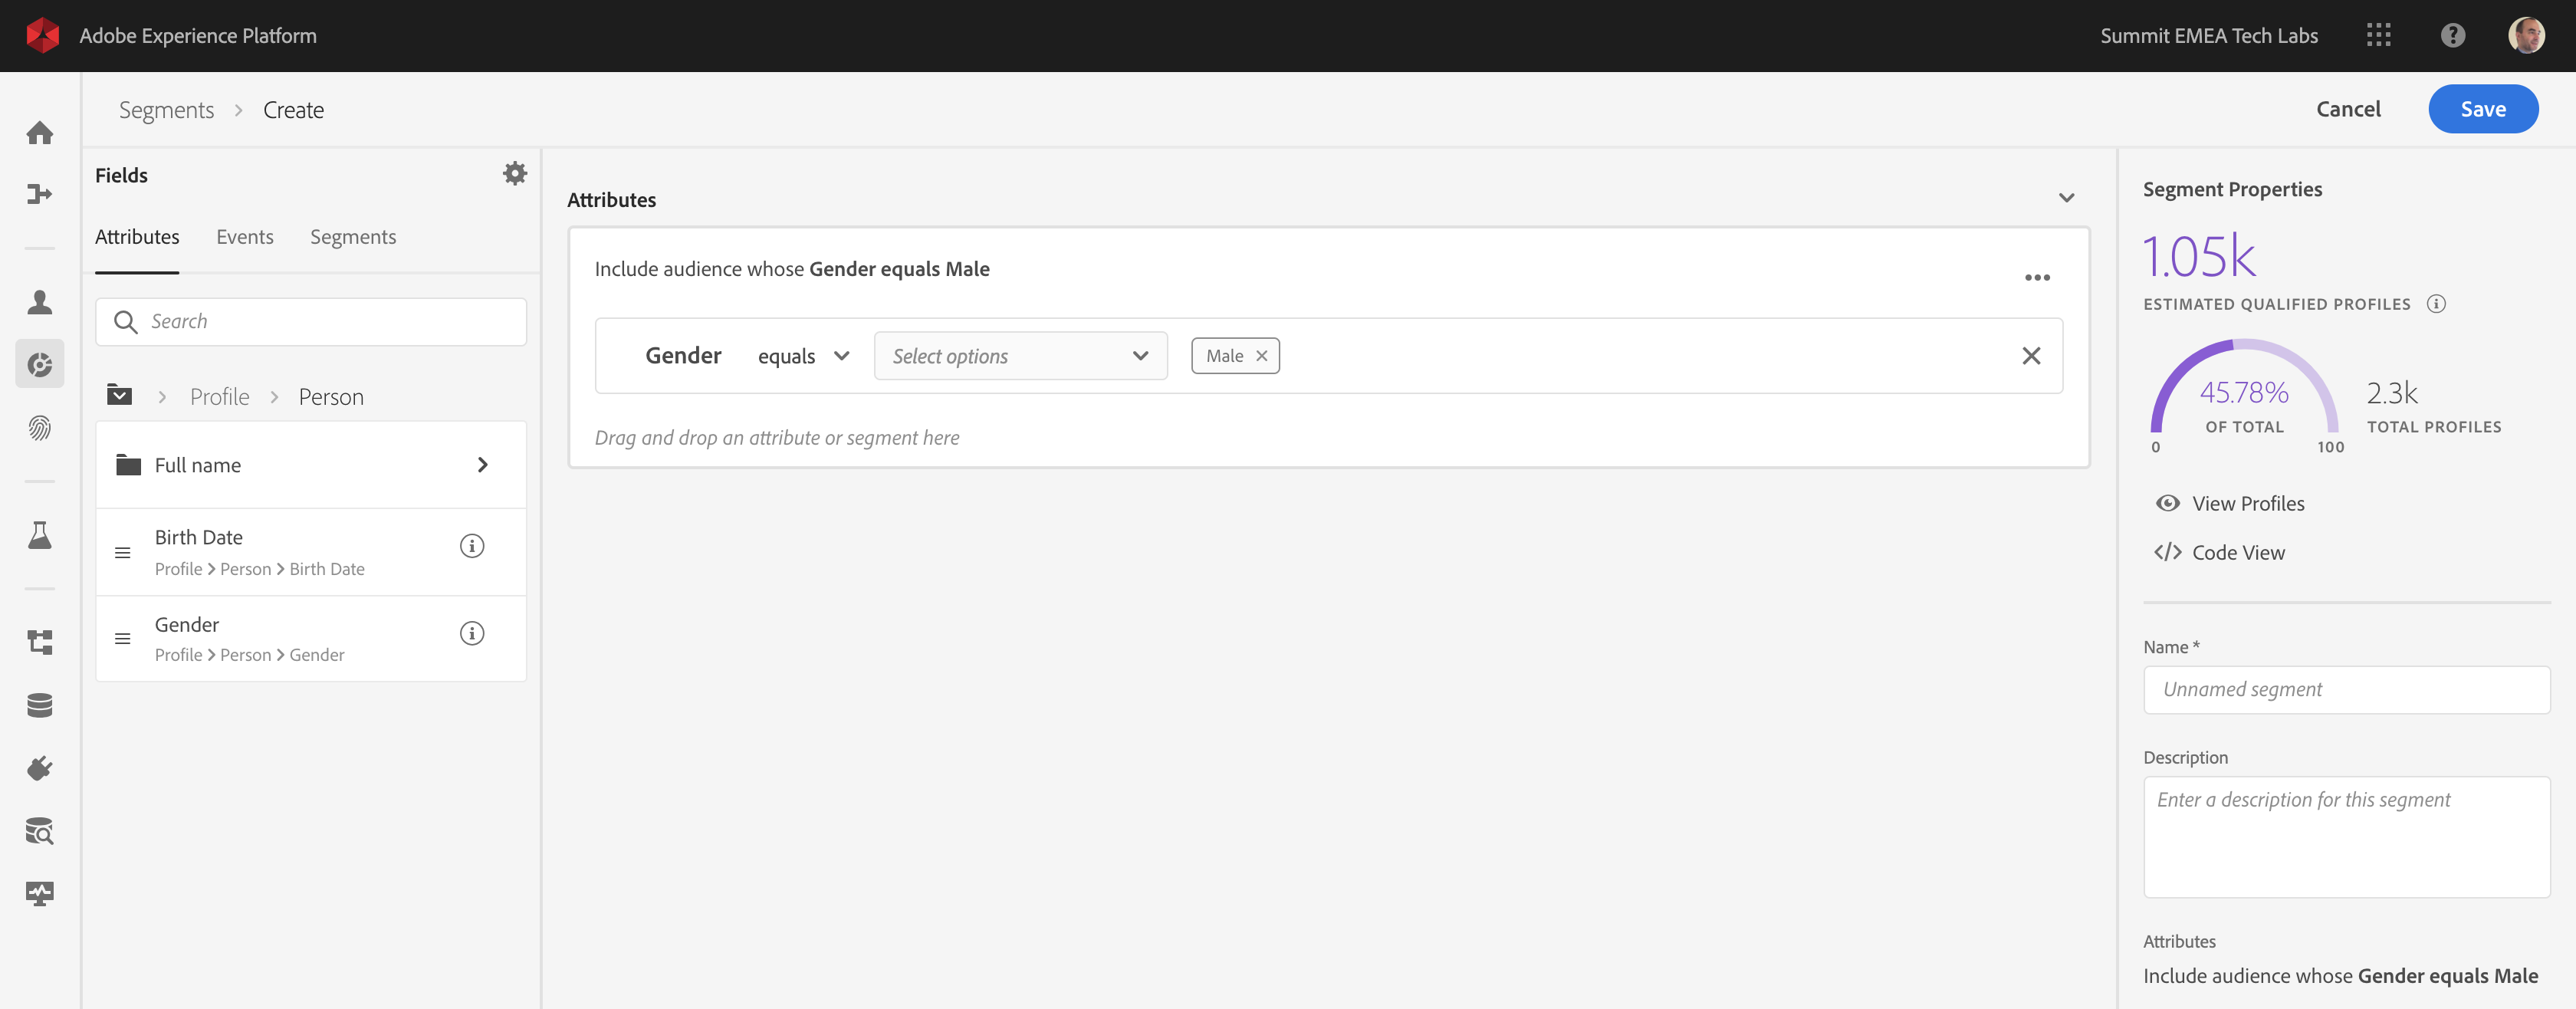 Adobe Experience Platform
Summit EMEA Tech Labs
?
Segments > Create
Cancel
Save
Fields
Attributes
Events
Segments
Search
> Profile > Person
Full name
Birth Date
Profile > Person > Birth Date
Gender
Profile > Person > Gender
Attributes
Include audience whose Gender equals Male
Gender equals Select options Male
Drag and drop an attribute or segment here
Segment Properties
1.05k
ESTIMATED QUALIFIED PROFILES
45.78%
OF TOTAL
0
100
2.3k
TOTAL PROFILES
View Profiles
</> Code View
Name *
Unnamed segment
Description
Enter a description for this segment
Attributes
Include audience whose Gender equals Male